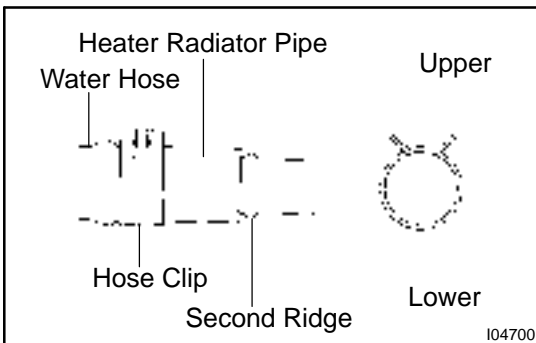 Heater Radiator Pipe
Upper
Water Hose
Hose Clip
Second Ridge
Lower
I04700